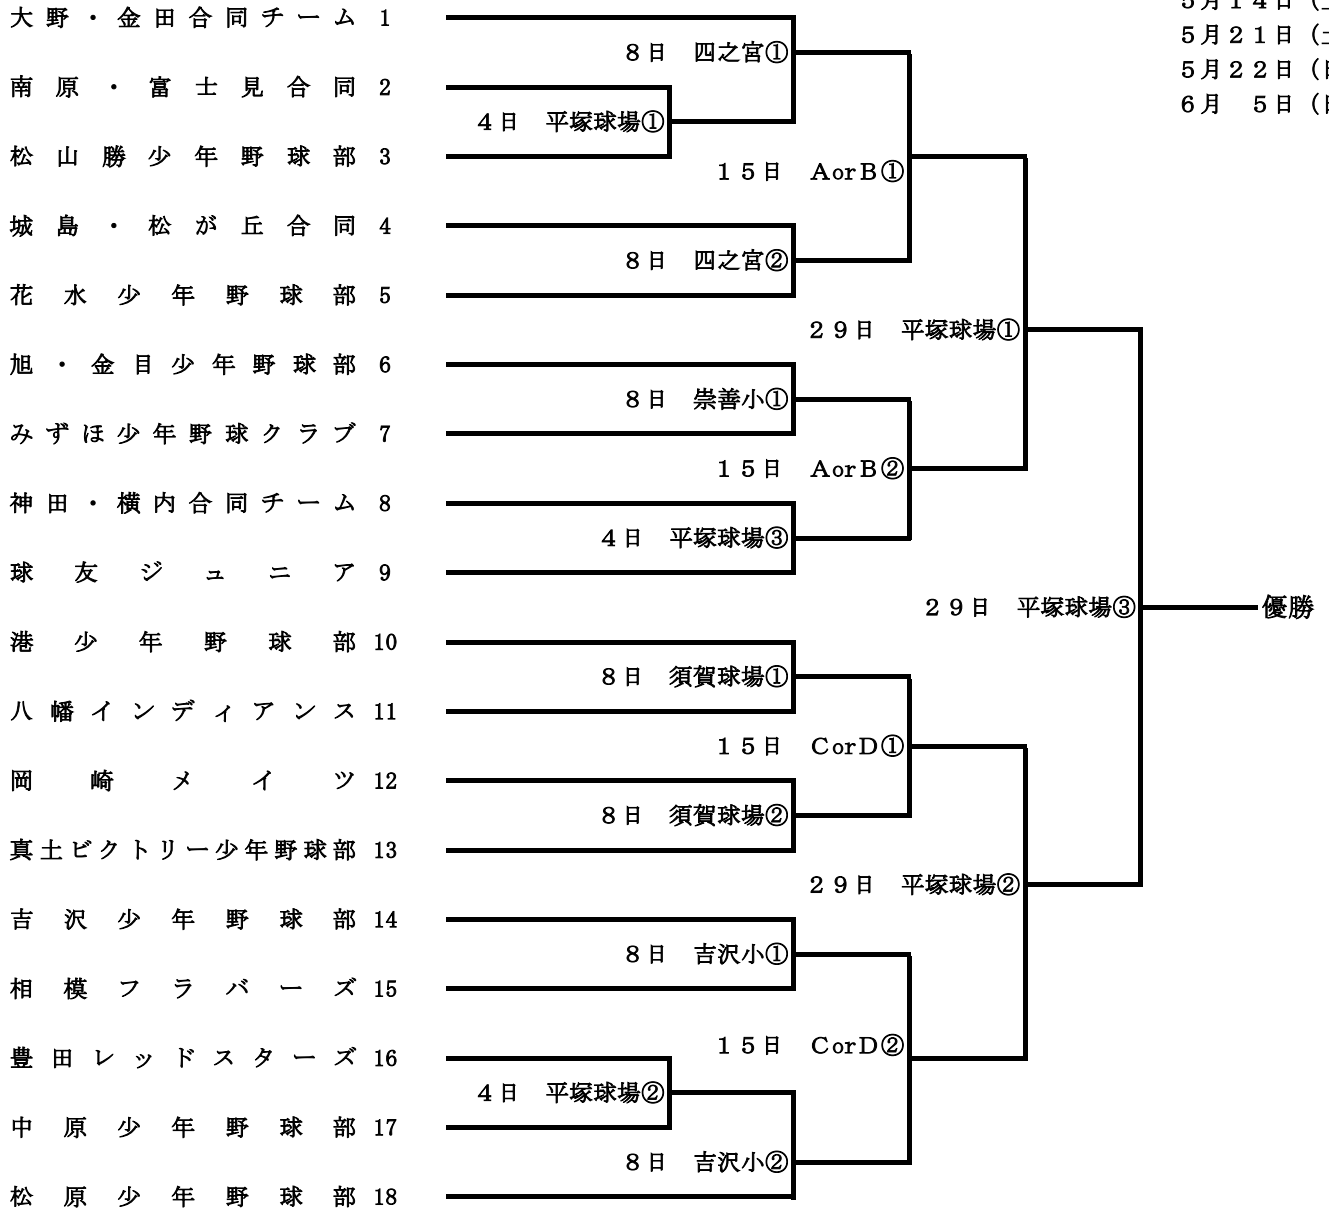 大野・金田合同チーム 1
5月14日（
8日 四之宮①
5月21日（
南原・富士見合同 2
5月22日（
4日 平塚球場①
6月 5日（
松山勝少年野球部 3
15日 AorB①
城島・松が丘合同 4
8日 四之宮②
花水少年野球部 5
29日 平塚球場①
旭・金目少年野球部 6
8日 崇善小①
みずほ少年野球クラブ 7
15日 AorB②
神田・横内合同チーム 8
4日 平塚球場③
球友ジュニア 9
29日 平塚球場③
優勝
港少年野球部 10
8日 須賀球場①
八幡インディアンス 11
15日 CorD①
岡崎メイツ 12
8日 須賀球場②
真土ビクトリー少年野球部 13
29日 平塚球場②
吉沢少年野球部 14
8日 吉沢小①
相模フラバーズ 15
15日 CorD②
豊田レッドスターズ 16
4日 平塚球場②
中原少年野球部 17
8日 吉沢小②
松原少年野球部 18